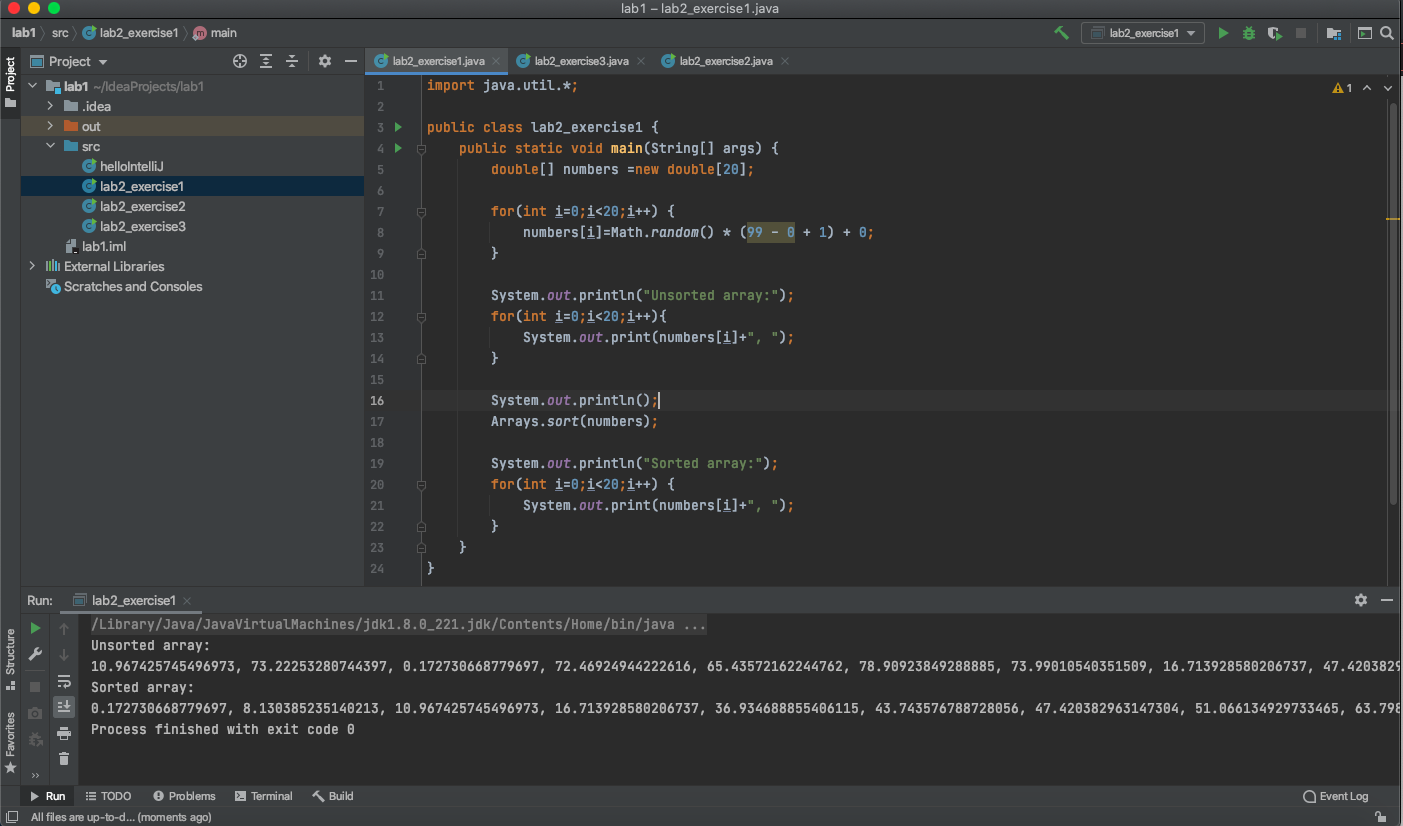 lab1 – lab2_exercise1.java
lab1 src lab2_exercise1 main
lab2_exercise1
Project
Project
lab1 ~/IdeaProjects/lab1
.idea
out
src
helloIntelliJ
lab2_exercise1
lab2_exercise2
lab2_exercise3
lab1.iml
External Libraries
Scratches and Consoles
lab2_exercise1.java lab2_exercise3.java lab2_exercise2.java
1
1 import java.util.*;
2
3 public class lab2_exercise1 {
4 public static void main(String[] args) {
5 double[] numbers =new double[20];
6
7 for(int i=0;i<20;i++) {
8 numbers[i]=Math.random() * (99 - 0 + 1) + 0;
9 }
10
11 System.out.println("Unsorted array:");
12 for(int i=0;i<20;i++){
13 System.out.print(numbers[i]+", ");
14 }
15
16 System.out.println();
17 Arrays.sort(numbers);
18
19 System.out.println("Sorted array:");
20 for(int i=0;i<20;i++) {
21 System.out.print(numbers[i]+", ");
22 }
23 }
24 }
Run: lab2_exercise1
/Library/Java/JavaVirtualMachines/jdk1.8.0_221.jdk/Contents/Home/bin/java ...
Unsorted array:
10.967425745496973, 73.22253280744397, 0.172730668779697, 72.46924944222616, 65.43572162244762, 78.90923849288885, 73.99010540351509, 16.713928580206737, 47.4203829
Sorted array:
0.172730668779697, 8.130385235140213, 10.967425745496973, 16.713928580206737, 36.934688855406115, 43.743576788728056, 47.420382963147304, 51.066134929733465, 63.798
Process finished with exit code 0
Structure
Favorites
Run TODO Problems Terminal Build Event Log
All files are up-to-d... (moments ago)